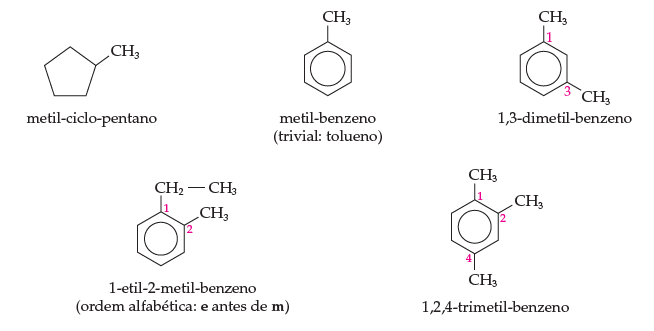 CH₃
metil-ciclo-pentano
CH₃
metil-benzeno
(trivial: tolueno)
CH₃
1
3
CH₃
1,3-dimetil-benzeno
CH₂ — CH₃
1
CH₃
2
1-etil-2-metil-benzeno
(ordem alfabética: e antes de m)
CH₃
1
CH₃
2
4
CH₃
1,2,4-trimetil-benzeno